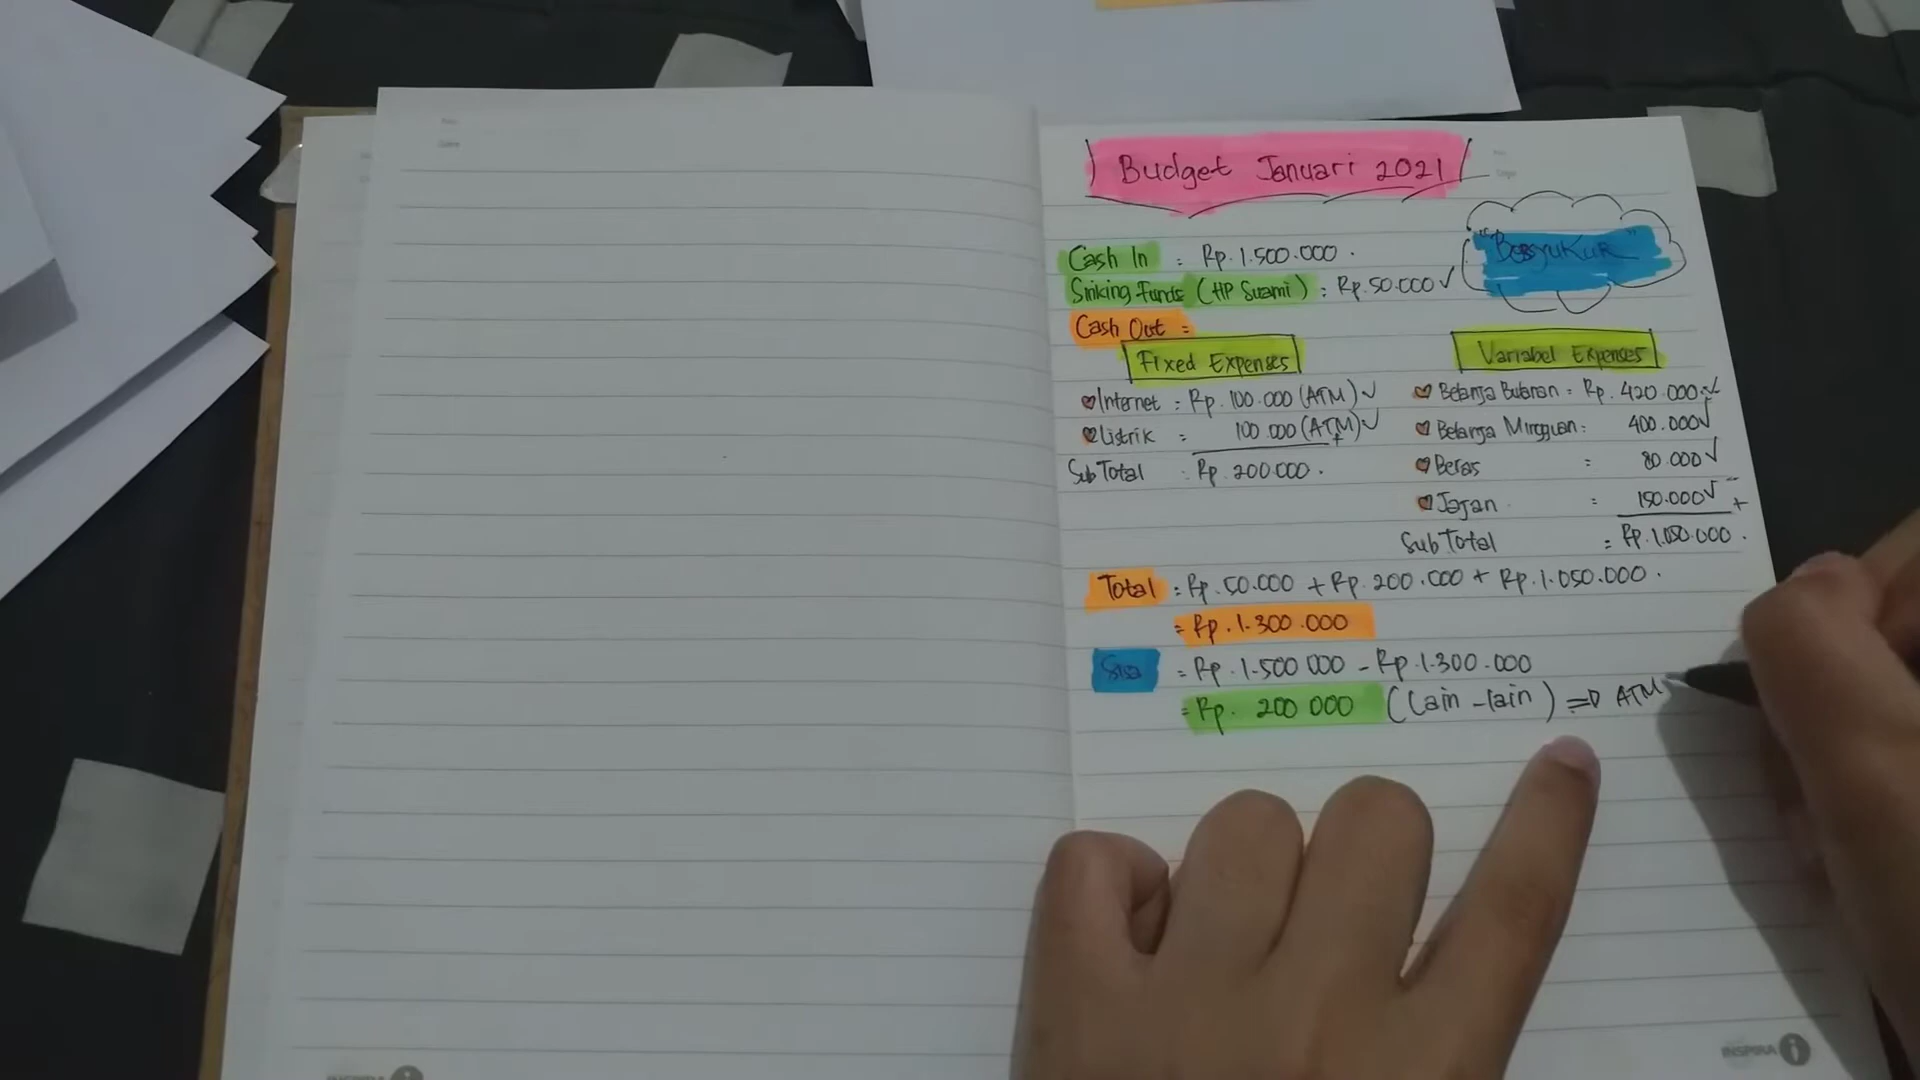 Budget Januari 2021
"Bersyukur"
Cash In : Rp. 1.500.000.
Sinking Funds (HP Suami) : Rp. 50.000 √
Cash Out :
Fixed Expenses
Internet : Rp. 100.000 (ATM) √
Listrik : 100.000 (ATM) √
+
Sub Total : Rp. 200.000.
Variabel Expenses
Belanja Bulanan : Rp. 420.000 √
Belanja Mingguan : 400.000 √
Beras : 80.000 √
Jajan : 150.000 √
+
Sub Total = Rp. 1.050.000.
Total : Rp. 50.000 + Rp. 200.000 + Rp. 1.050.000.
= Rp. 1.300.000
Sisa = Rp. 1.500 000 - Rp. 1.300.000
= Rp. 200 000 (Lain-lain) => ATM
INSPIRA